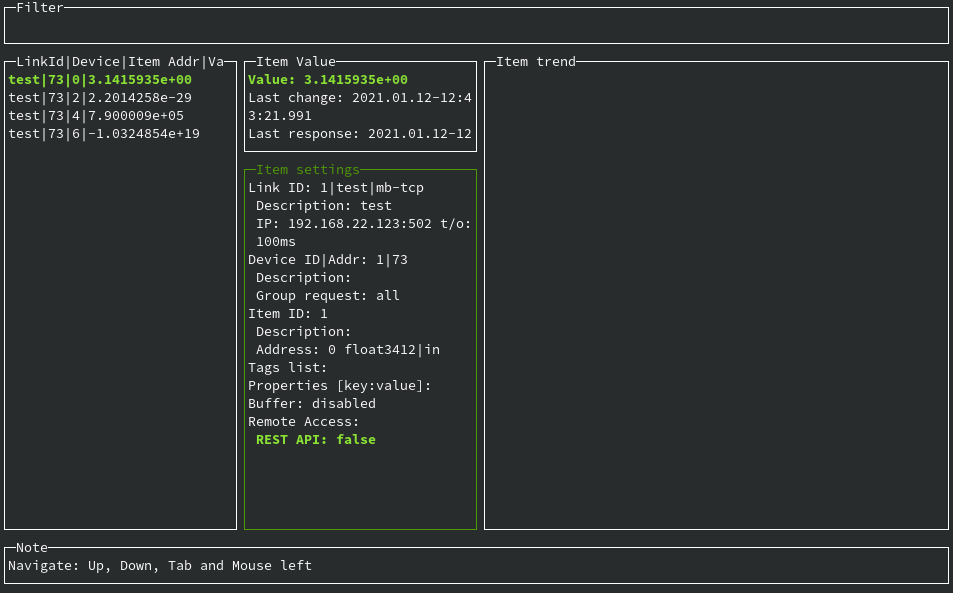 Filter
LinkId|Device|Item Addr|Va
test|73|0|3.1415935e+00
test|73|2|2.2014258e-29
test|73|4|7.900009e+05
test|73|6|-1.0324854e+19
Item Value
Value: 3.1415935e+00
Last change: 2021.01.12-12:4
3:21.991
Last response: 2021.01.12-12
Item settings
Link ID: 1|test|mb-tcp
Description: test
IP: 192.168.22.123:502 t/o:
100ms
Device ID|Addr: 1|73
Description:
Group request: all
Item ID: 1
Description:
Address: 0 float3412|in
Tags list:
Properties [key:value]:
Buffer: disabled
Remote Access:
REST API: false
Item trend
Note
Navigate: Up, Down, Tab and Mouse left